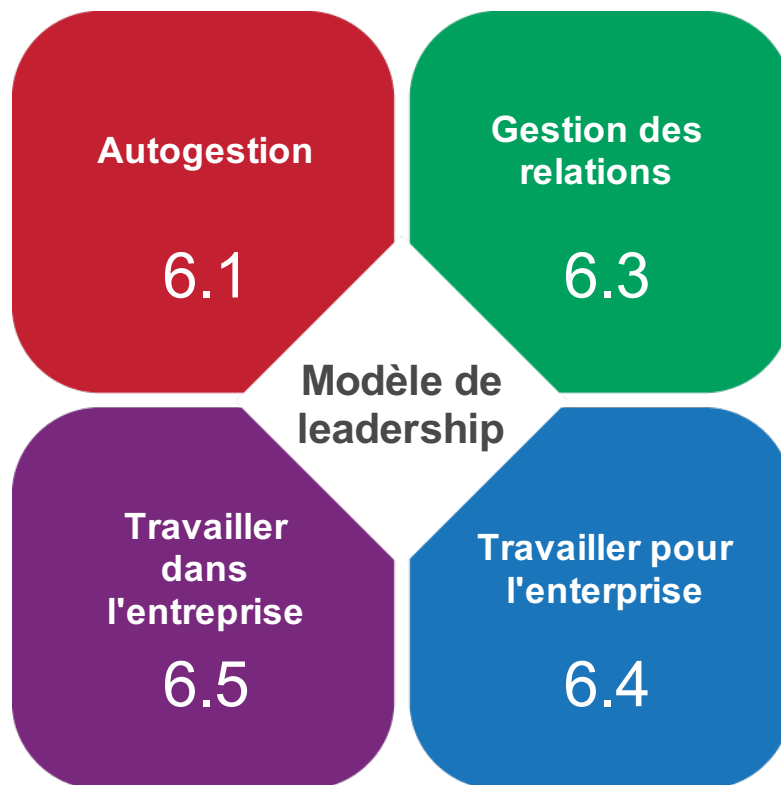 Autogestion
6.1
Gestion des
relations
6.3
Modèle de
leadership
Travailler
dans
l'entreprise
6.5
Travailler pour
l'enterprise
6.4